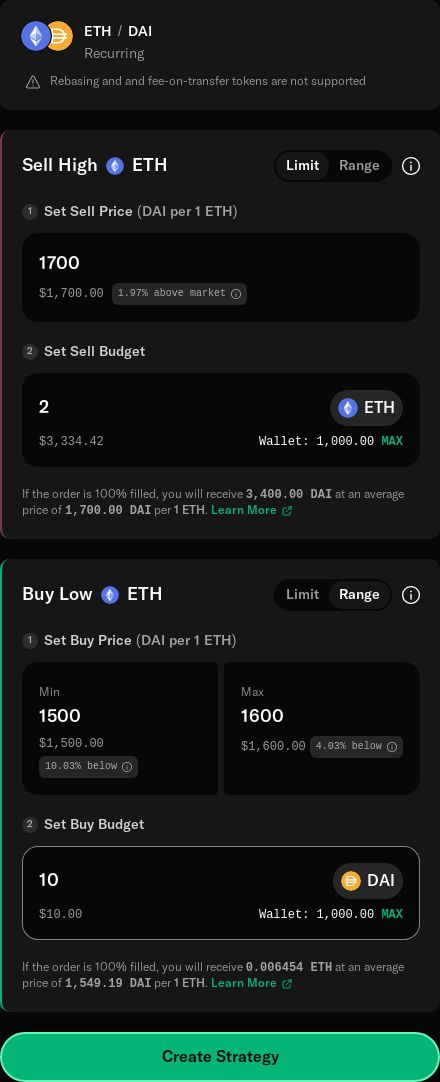 ETH / DAI
Recurring
Rebasing and and fee-on-transfer tokens are not supported
Sell High ETH Limit Range
1 Set Sell Price (DAI per 1 ETH)
1700
$1,700.00 1.97% above market
2 Set Sell Budget
2 ETH
$3,334.42 Wallet: 1,000.00 MAX
If the order is 100% filled, you will receive 3,400.00 DAI at an average
price of 1,700.00 DAI per 1 ETH. Learn More
Buy Low ETH Limit Range
1 Set Buy Price (DAI per 1 ETH)
Min Max
1500 1600
$1,500.00 $1,600.00 4.03% below
10.03% below
2 Set Buy Budget
10 DAI
$10.00 Wallet: 1,000.00 MAX
If the order is 100% filled, you will receive 0.006454 ETH at an average
price of 1,549.19 DAI per 1 ETH. Learn More
Create Strategy